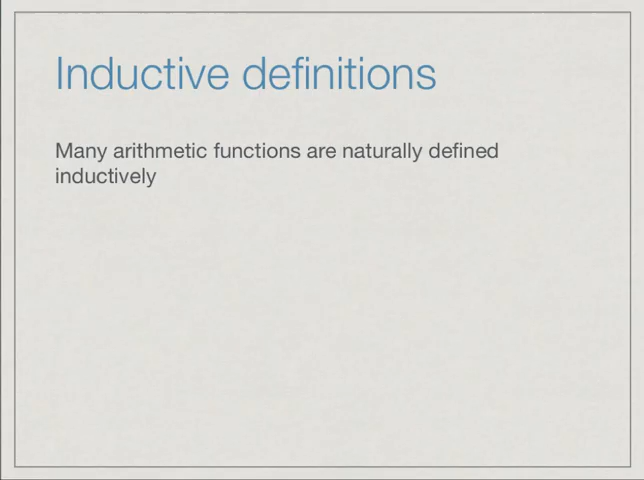 Inductive definitions
Many arithmetic functions are naturally defined
inductively